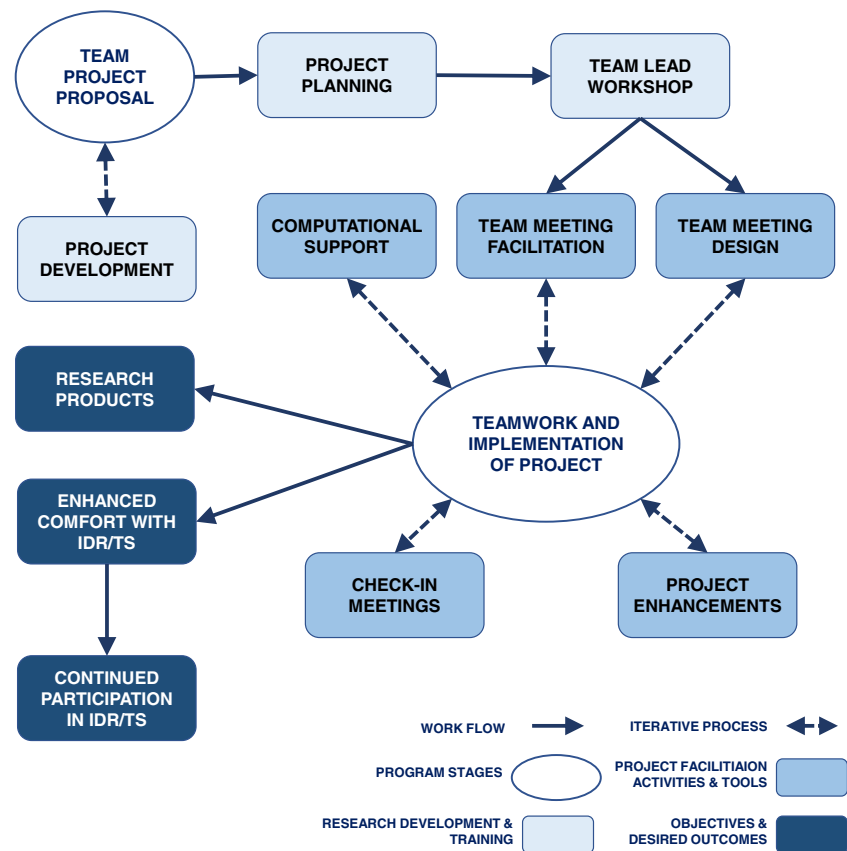 TEAM
PROJECT
PROPOSAL
PROJECT
PLANNING
TEAM LEAD
WORKSHOP
PROJECT
DEVELOPMENT
COMPUTATIONAL
SUPPORT
TEAM MEETING
FACILITATION
TEAM MEETING
DESIGN
RESEARCH
PRODUCTS
TEAMWORK AND
IMPLEMENTATION
OF PROJECT
ENHANCED
COMFORT WITH
IDR/TS
CHECK-IN
MEETINGS
PROJECT
ENHANCEMENTS
CONTINUED
PARTICIPATION
IN IDR/TS
WORK FLOW
ITERATIVE PROCESS
PROGRAM STAGES
PROJECT FACILITIAION
ACTIVITIES & TOOLS
RESEARCH DEVELOPMENT &
TRAINING
OBJECTIVES &
DESIRED OUTCOMES